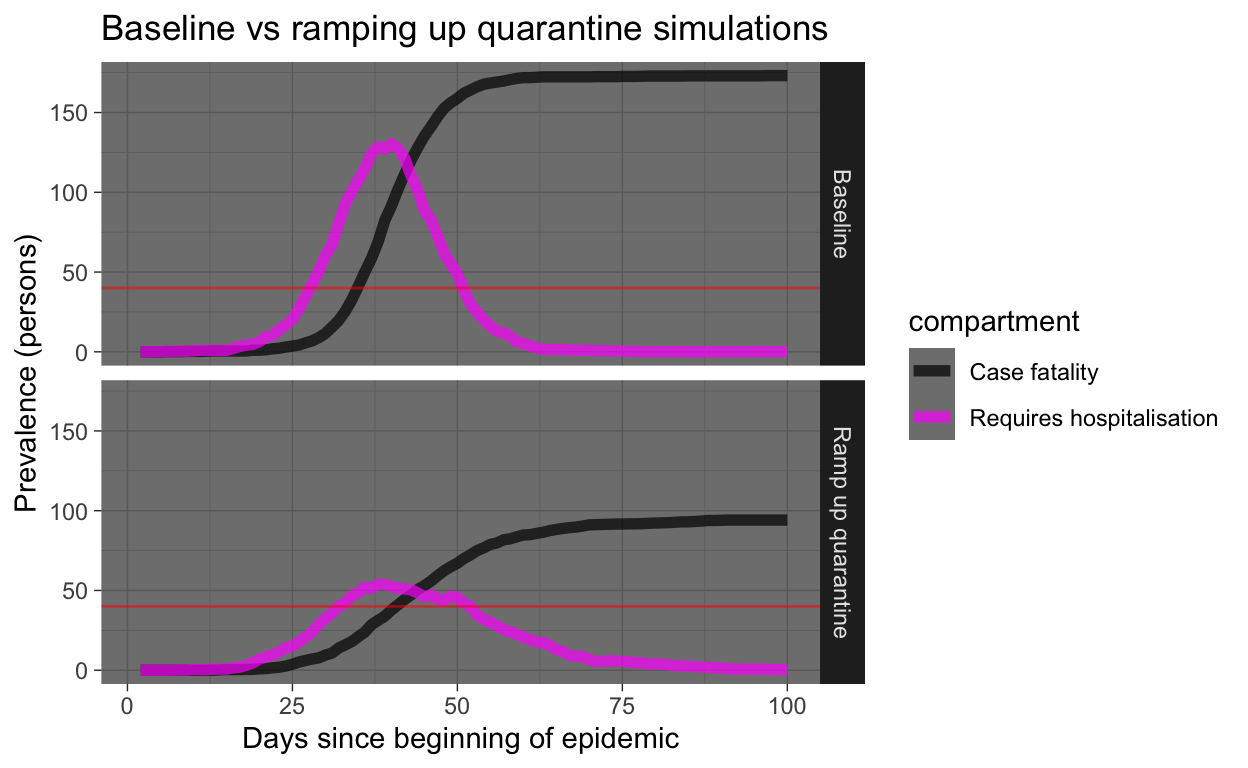 Baseline vs ramping up quarantine simulations
Prevalence (persons)
150
100
50
0
Baseline
150
100
50
0
Ramp up quarantine
0 25 50 75 100
Days since beginning of epidemic
compartment
Case fatality
Requires hospitalisation